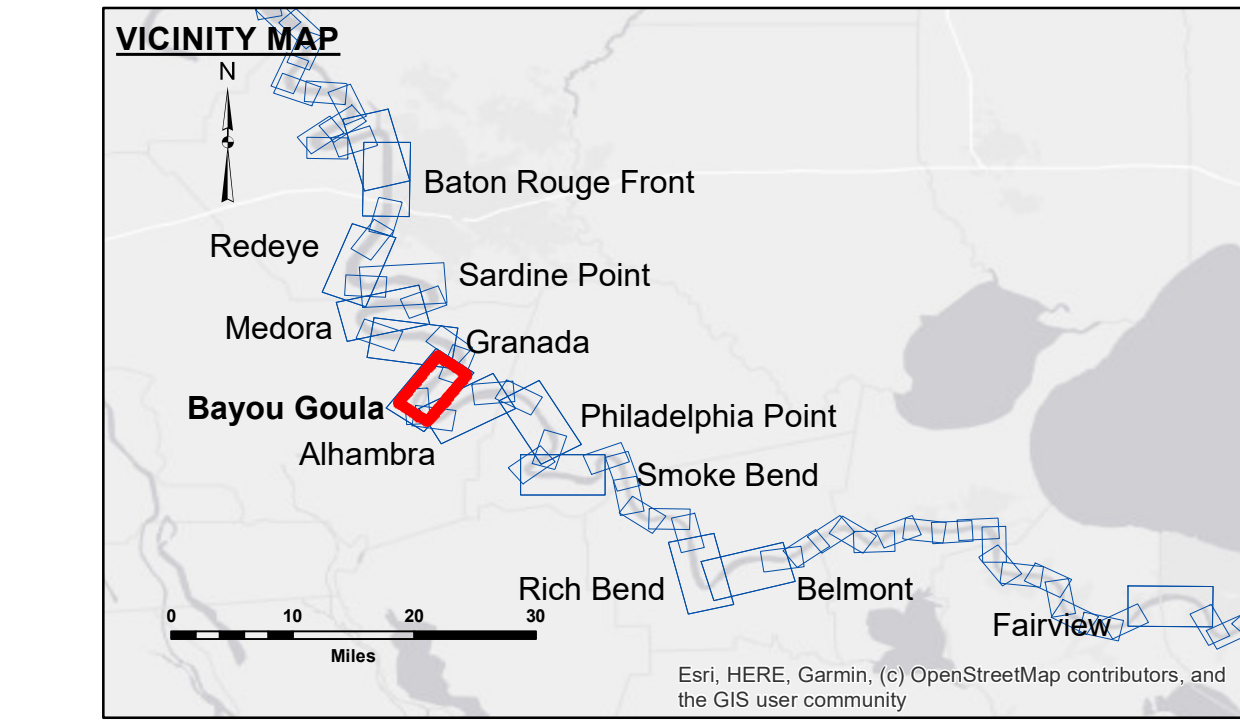 VICINITY MAP
N
Baton Rouge Front
Redeye
Sardine Point
Medora
Granada
Bayou Goula
Philadelphia Point
Alhambra
Smoke Bend
Rich Bend
Belmont
Fairview
0 10 20 30
Miles
Esri, HERE, Garmin, (c) OpenStreetMap contributors, and
the GIS user community